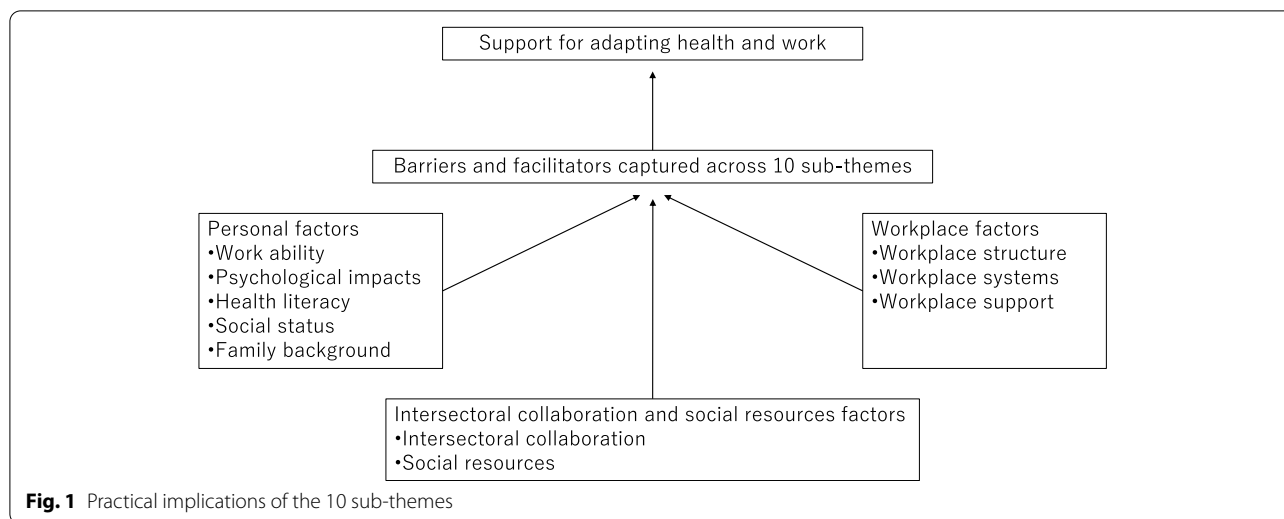 Support for adapting health and work
Barriers and facilitators captured across 10 sub-themes
Personal factors
•Work ability
•Psychological impacts
•Health literacy
•Social status
•Family background
Workplace factors
•Workplace structure
•Workplace systems
•Workplace support
Intersectoral collaboration and social resources factors
•Intersectoral collaboration
•Social resources
Fig. 1 Practical implications of the 10 sub-themes